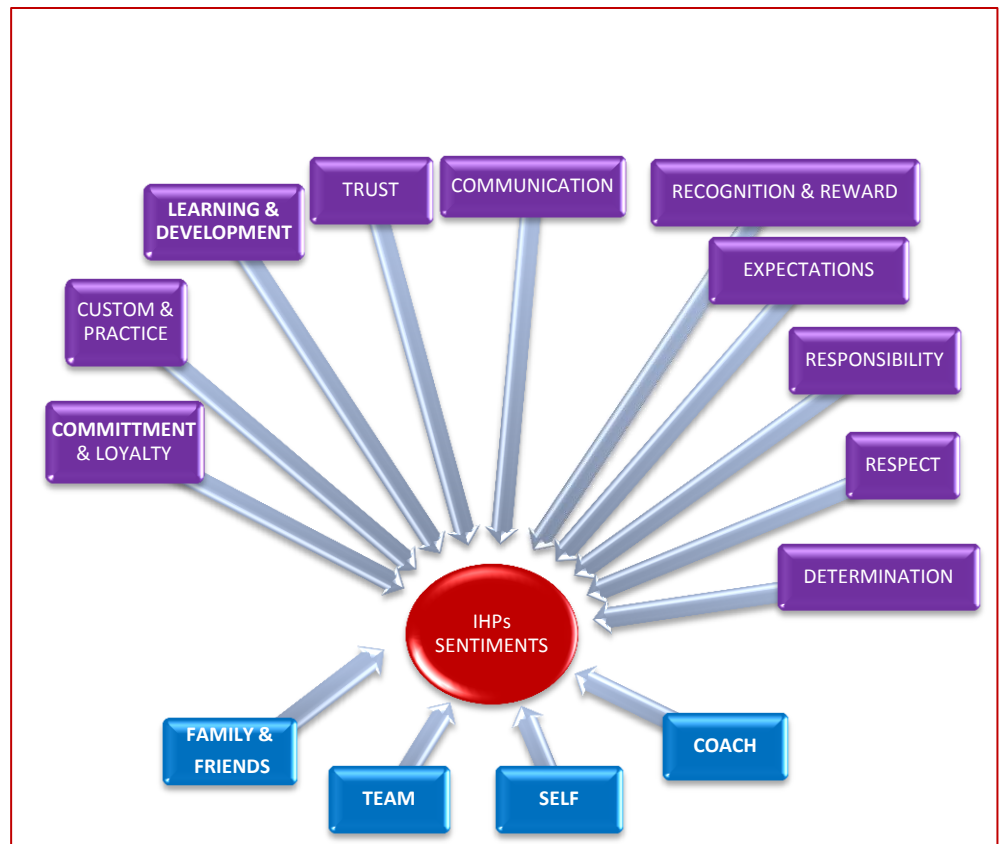 TRUST
COMMUNICATION
RECOGNITION & REWARD
LEARNING &
DEVELOPMENT
EXPECTATIONS
CUSTOM &
PRACTICE
RESPONSIBILITY
COMMITTMENT
& LOYALTY
RESPECT
DETERMINATION
IHPs
SENTIMENTS
FAMILY &
FRIENDS
COACH
TEAM
SELF